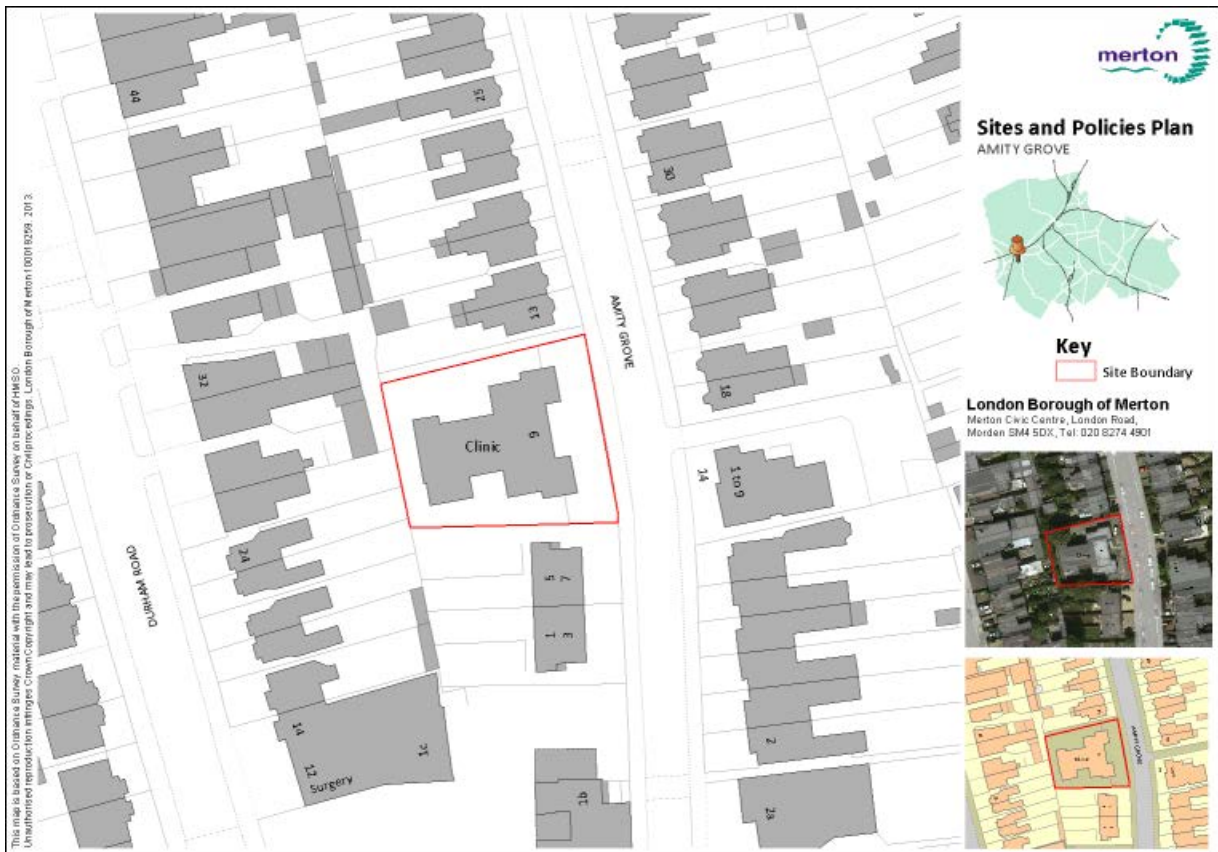 merton
Sites and Policies Plan
AMITY GROVE
Key
Site Boundary
London Borough of Merton
Merton Civic Centre, London Road,
Morden SM4 5DX, Tel: 020 8274 4901
This map is based on Ordnance Survey material with the permission of Ordnance Survey on behalf of HMSO.
Unauthorised reproduction infringes Crown Copyright and may lead to prosecution or Civil procedings. London Borough of Merton 100019259. 2013.
44
25
30
AMITY GROVE
13
32
18
Clinic
9
14
1 to 9
DURHAM ROAD
24
5 7
1 3
14
12
Surgery
1c
1b
2
2a
AMITY GROVE